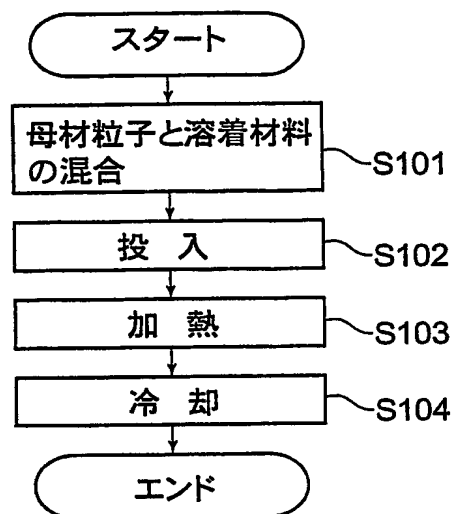 スタート
母材粒子と溶着材料
の混合
S101
投入
S102
加熱
S103
冷却
S104
エンド